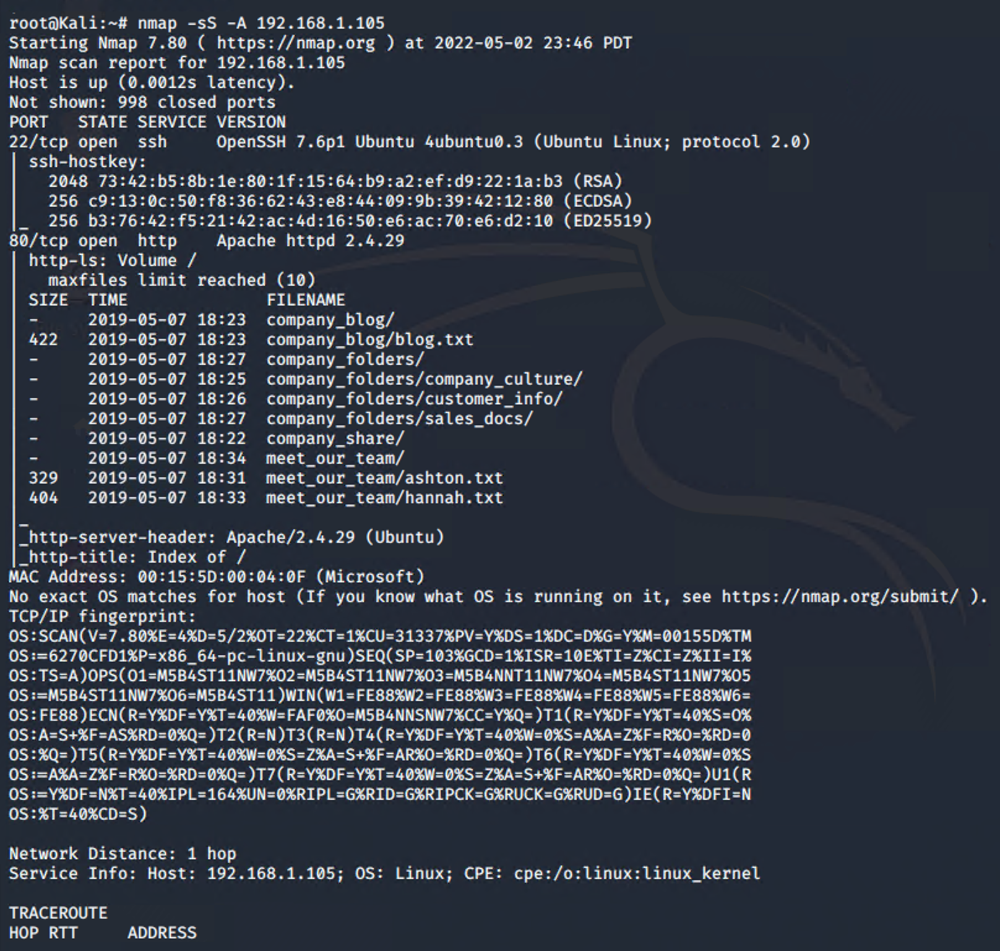 root@Kali:~# nmap -sS -A 192.168.1.105
Starting Nmap 7.80 ( https://nmap.org ) at 2022-05-02 23:46 PDT
Nmap scan report for 192.168.1.105
Host is up (0.0012s latency).
Not shown: 998 closed ports
PORT   STATE SERVICE VERSION
22/tcp open  ssh     OpenSSH 7.6p1 Ubuntu 4ubuntu0.3 (Ubuntu Linux; protocol 2.0)
| ssh-hostkey:
|   2048 73:42:b5:8b:1e:80:1f:15:64:b9:a2:ef:d9:22:1a:b3 (RSA)
|   256 c9:13:0c:50:f8:36:62:43:e8:44:09:9b:39:42:12:80 (ECDSA)
|_  256 b3:76:42:f5:21:42:ac:4d:16:50:e6:ac:70:e6:d2:10 (ED25519)
80/tcp open  http    Apache httpd 2.4.29
| http-ls: Volume /
|   maxfiles limit reached (10)
| SIZE  TIME              FILENAME
| -     2019-05-07 18:23  company_blog/
| 422   2019-05-07 18:23  company_blog/blog.txt
| -     2019-05-07 18:27  company_folders/
| -     2019-05-07 18:25  company_folders/company_culture/
| -     2019-05-07 18:26  company_folders/customer_info/
| -     2019-05-07 18:27  company_folders/sales_docs/
| -     2019-05-07 18:22  company_share/
| -     2019-05-07 18:34  meet_our_team/
| 329   2019-05-07 18:31  meet_our_team/ashton.txt
| 404   2019-05-07 18:33  meet_our_team/hannah.txt
|_
|_http-server-header: Apache/2.4.29 (Ubuntu)
|_http-title: Index of /
MAC Address: 00:15:5D:00:04:0F (Microsoft)
No exact OS matches for host (If you know what OS is running on it, see https://nmap.org/submit/ ).
TCP/IP fingerprint:
OS:SCAN(V=7.80%E=4%D=5/2%OT=22%CT=1%CU=31337%PV=Y%DS=1%DC=D%G=Y%M=00155D%TM
OS:=6270CFD1%P=x86_64-pc-linux-gnu)SEQ(SP=103%GCD=1%ISR=10E%TI=Z%CI=Z%II=I%
OS:TS=A)OPS(O1=M5B4ST11NW7%O2=M5B4ST11NW7%O3=M5B4NNT11NW7%O4=M5B4ST11NW7%O5
OS:=M5B4ST11NW7%O6=M5B4ST11)WIN(W1=FE88%W2=FE88%W3=FE88%W4=FE88%W5=FE88%W6=
OS:FE88)ECN(R=Y%DF=Y%T=40%W=FAF0%O=M5B4NNSNW7%CC=Y%Q=)T1(R=Y%DF=Y%T=40%S=O%
OS:A=S+%F=AS%RD=0%Q=)T2(R=N)T3(R=N)T4(R=Y%DF=Y%T=40%W=0%S=A%A=Z%F=R%O=%RD=0
OS:%Q=)T5(R=Y%DF=Y%T=40%W=0%S=Z%A=S+%F=AR%O=%RD=0%Q=)T6(R=Y%DF=Y%T=40%W=0%S
OS:=A%A=Z%F=R%O=%RD=0%Q=)T7(R=Y%DF=Y%T=40%W=0%S=Z%A=S+%F=AR%O=%RD=0%Q=)U1(R
OS:=Y%DF=N%T=40%IPL=164%UN=0%RIPL=G%RID=G%RIPCK=G%RUCK=G%RUD=G)IE(R=Y%DFI=N
OS:%T=40%CD=S)
Network Distance: 1 hop
Service Info: Host: 192.168.1.105; OS: Linux; CPE: cpe:/o:linux:linux_kernel
TRACEROUTE
HOP RTT     ADDRESS